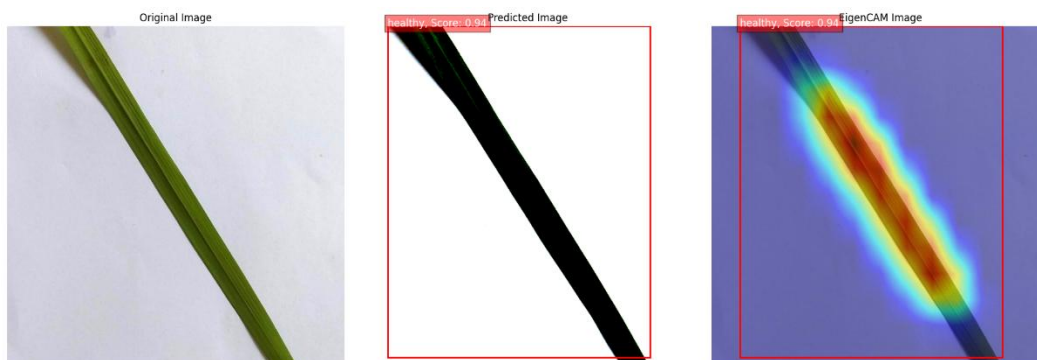 Original Image
Predicted Image
EigenCAM Image
healthy, Score: 0.94
healthy, Score: 0.94